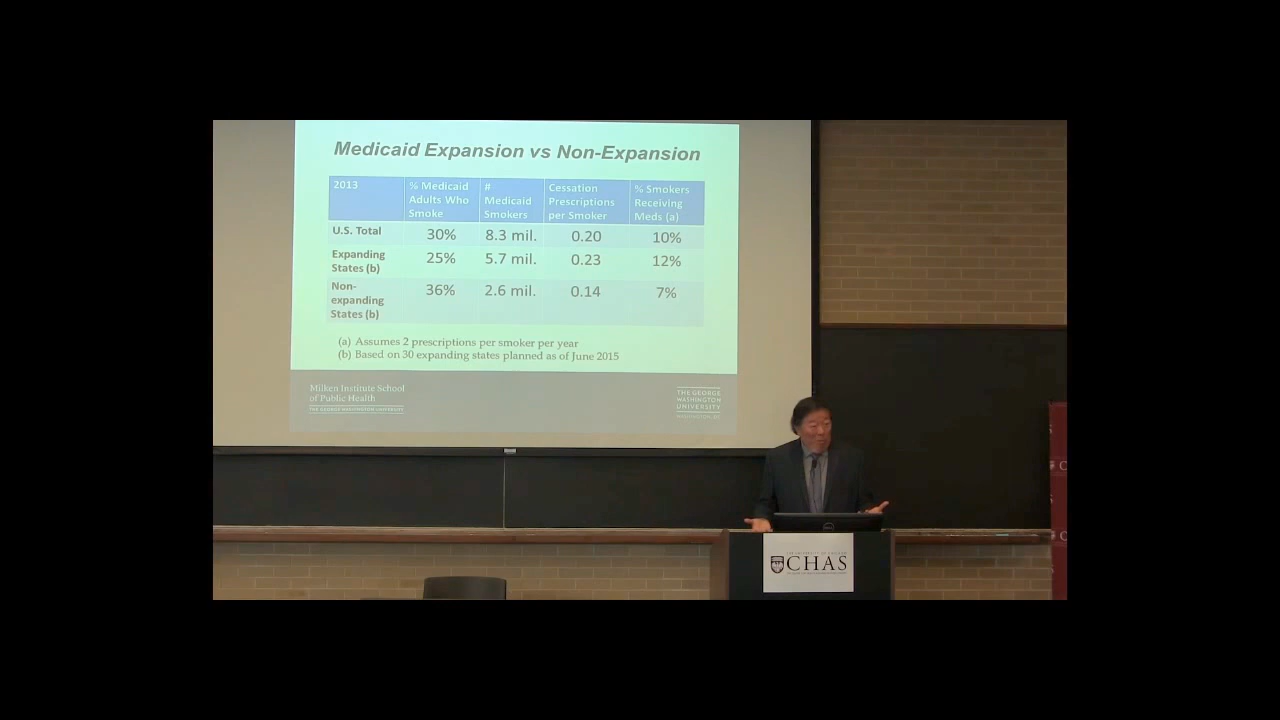 Medicaid Expansion vs Non-Expansion
2013
% Medicaid
Adults Who
Smoke
#
Medicaid
Smokers
Cessation
Prescriptions
per Smoker
% Smokers
Receiving
Meds (a)
U.S. Total
30%
8.3 mil.
0.20
10%
Expanding
States (b)
25%
5.7 mil.
0.23
12%
Non-
expanding
States (b)
36%
2.6 mil.
0.14
7%
(a) Assumes 2 prescriptions per smoker per year
(b) Based on 30 expanding states planned as of June 2015
Milken Institute School
of Public Health
THE GEORGE WASHINGTON UNIVERSITY
THE GEORGE
WASHINGTON
UNIVERSITY
CHAS